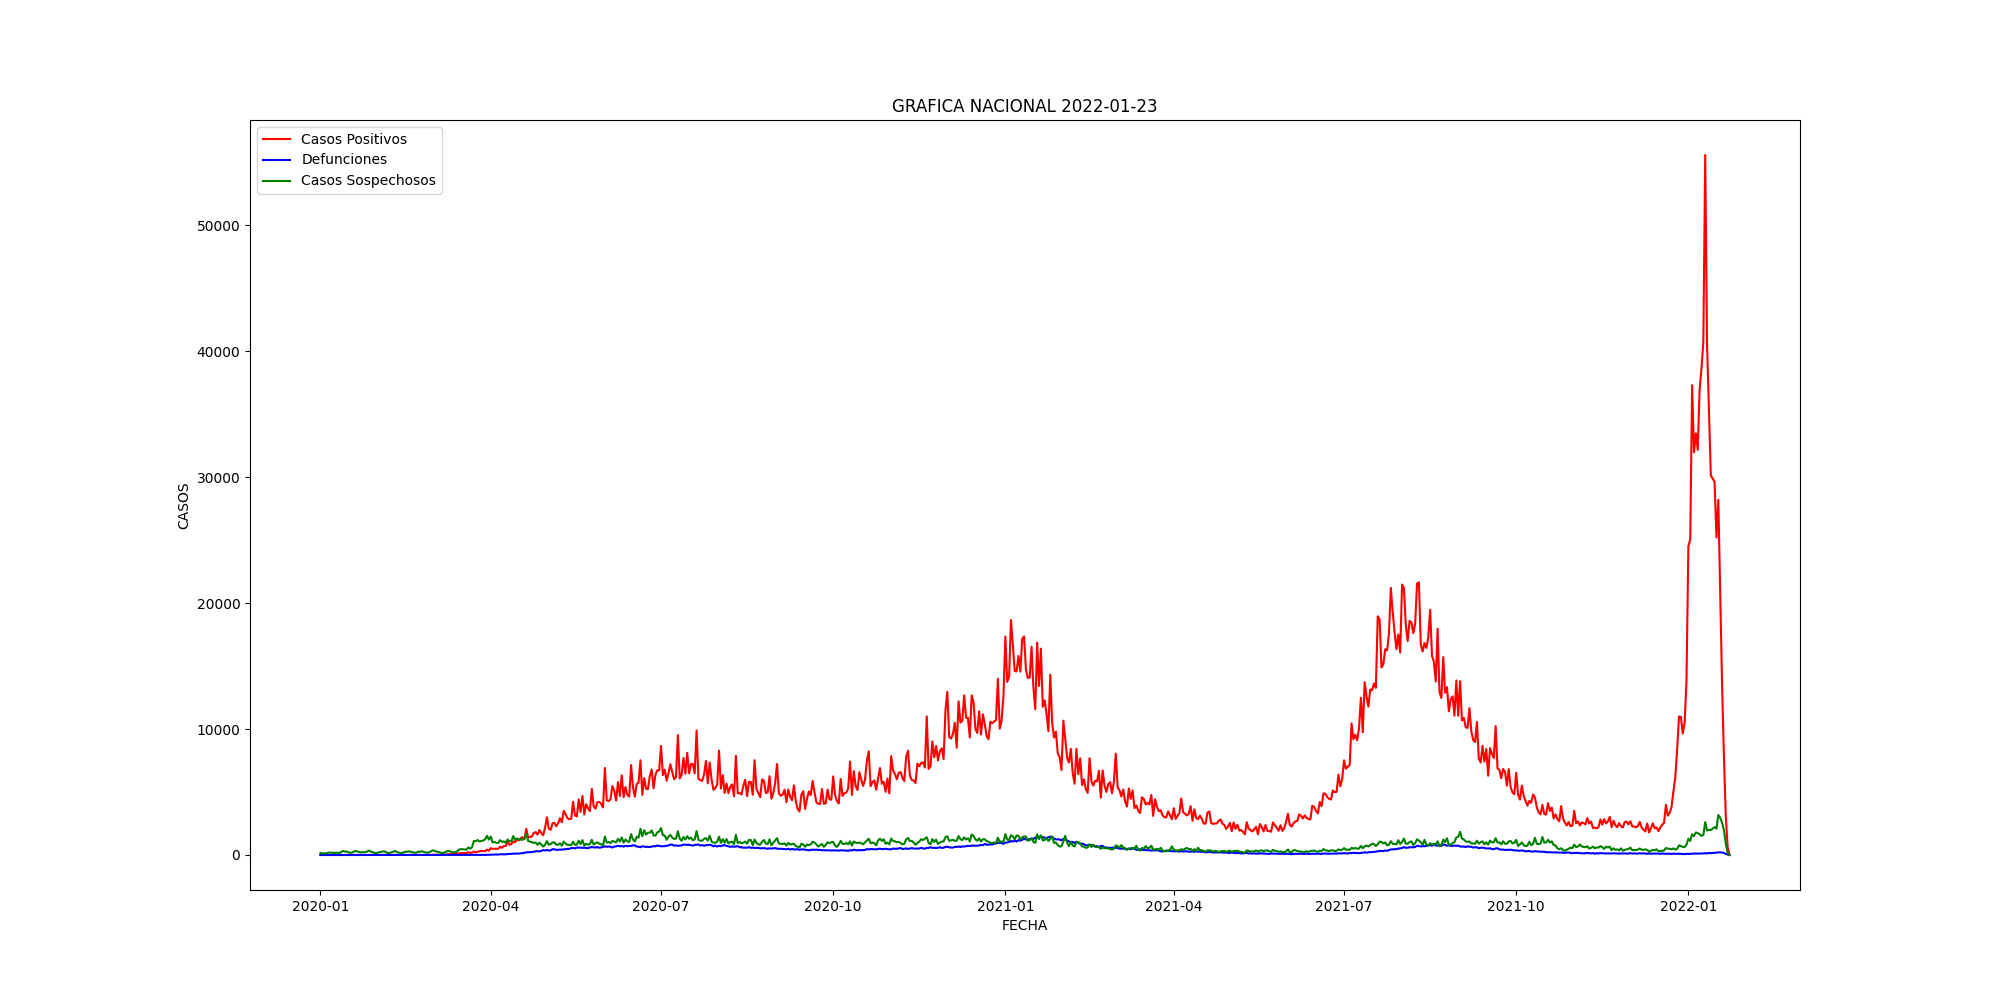 GRAFICA NACIONAL 2022-01-23
Casos Positivos
Defunciones
Casos Sospechosos
50000
40000
30000
20000
10000
0
CASOS
2020-01 2020-04 2020-07 2020-10 2021-01 2021-04 2021-07 2021-10 2022-01
FECHA